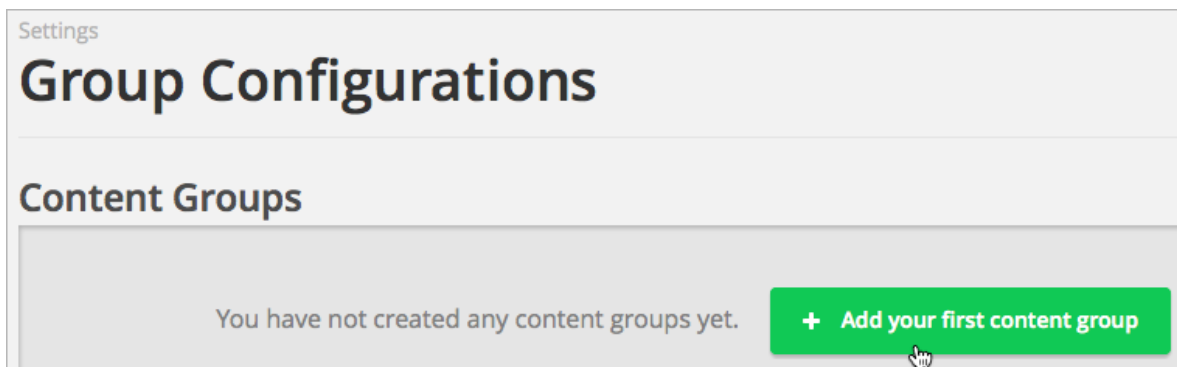 Settings
Group Configurations
Content Groups
You have not created any content groups yet.
+ Add your first content group